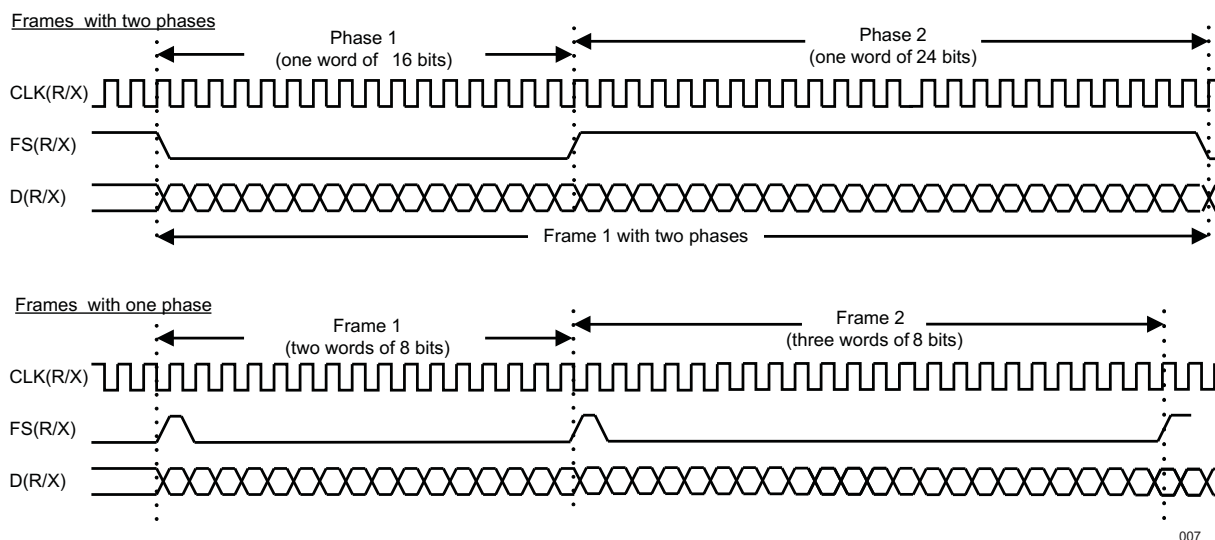 Frames with two phases
Phase 1
(one word of 16 bits)
Phase 2
(one word of 24 bits)
CLK(R/X)
FS(R/X)
D(R/X)
Frame 1 with two phases
Frames with one phase
Frame 1
(two words of 8 bits)
Frame 2
(three words of 8 bits)
CLK(R/X)
FS(R/X)
D(R/X)
007